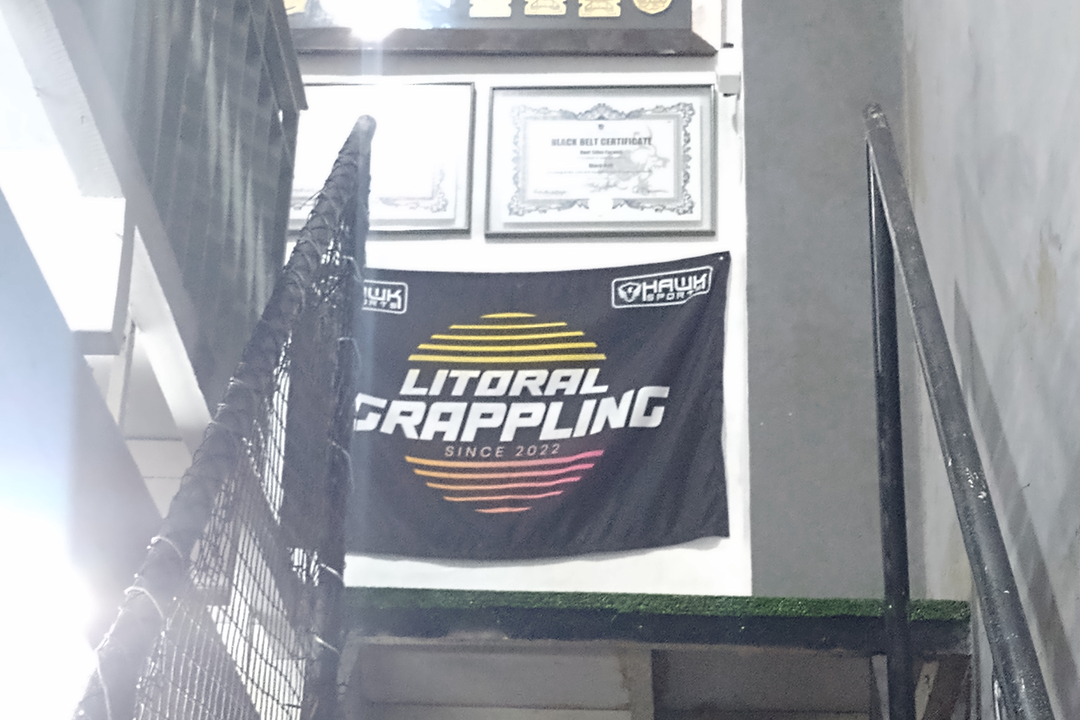 BLACK BELT CERTIFICATE
HAWK
SPORTS
LITORAL
GRAPPLING
SINCE 2022